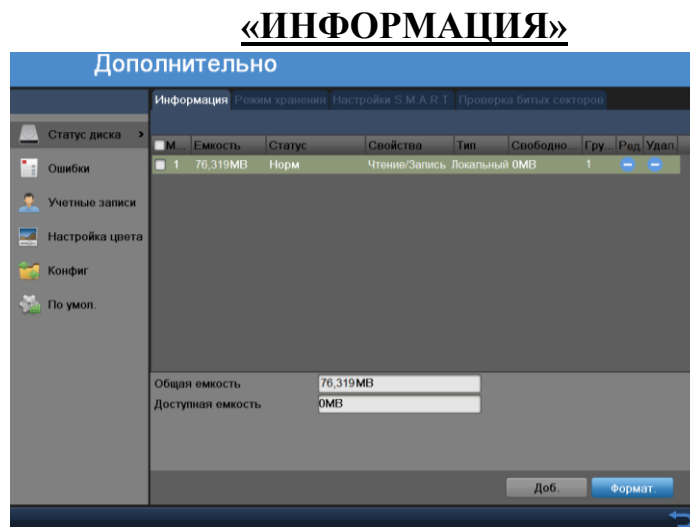 «ИНФОРМАЦИЯ»
Дополнительно
Информация Режим хранения Настройки S.M.A.R.T. Проверка битых секторов
Статус диска >
Ошибки
Учетные записи
Настройка цвета
Конфиг
По умол.
М... Емкость Статус Свойства Тип Свободно... Гру... Ред. Удал.
1 76,319MB Норм Чтение/Запись Локальный 0MB 1
Общая емкость 76,319MB
Доступная емкость 0MB
Доб. Формат.